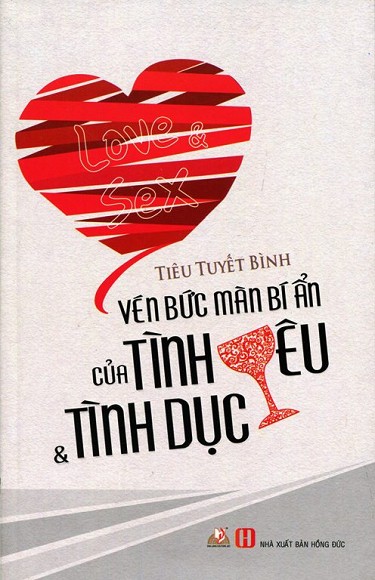 Love &
Sex
TIÊU TUYẾT BÌNH
VÉN BỨC MÀN BÍ ẨN
CỦA TÌNH YÊU
& TÌNH DỤC
H NHÀ XUẤT BẢN HỒNG ĐỨC